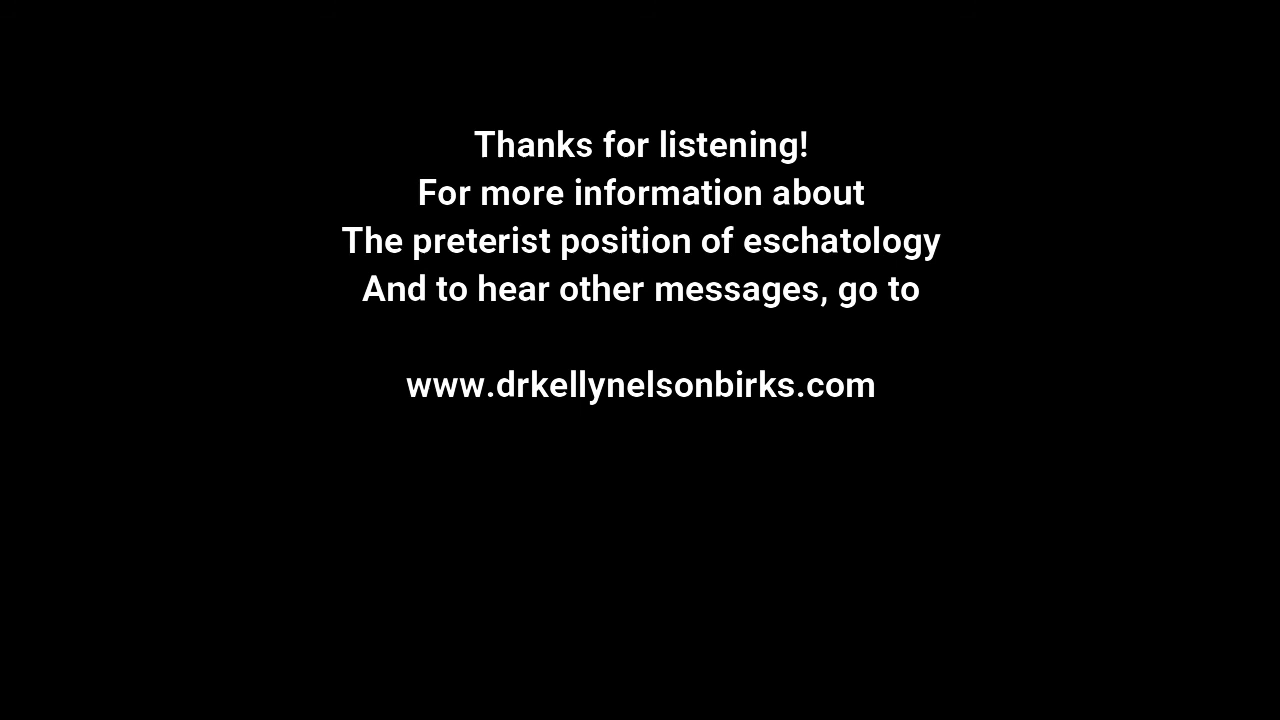 Thanks for listening!
For more information about
The preterist position of eschatology
And to hear other messages, go to
www.drkellynelsonbirks.com